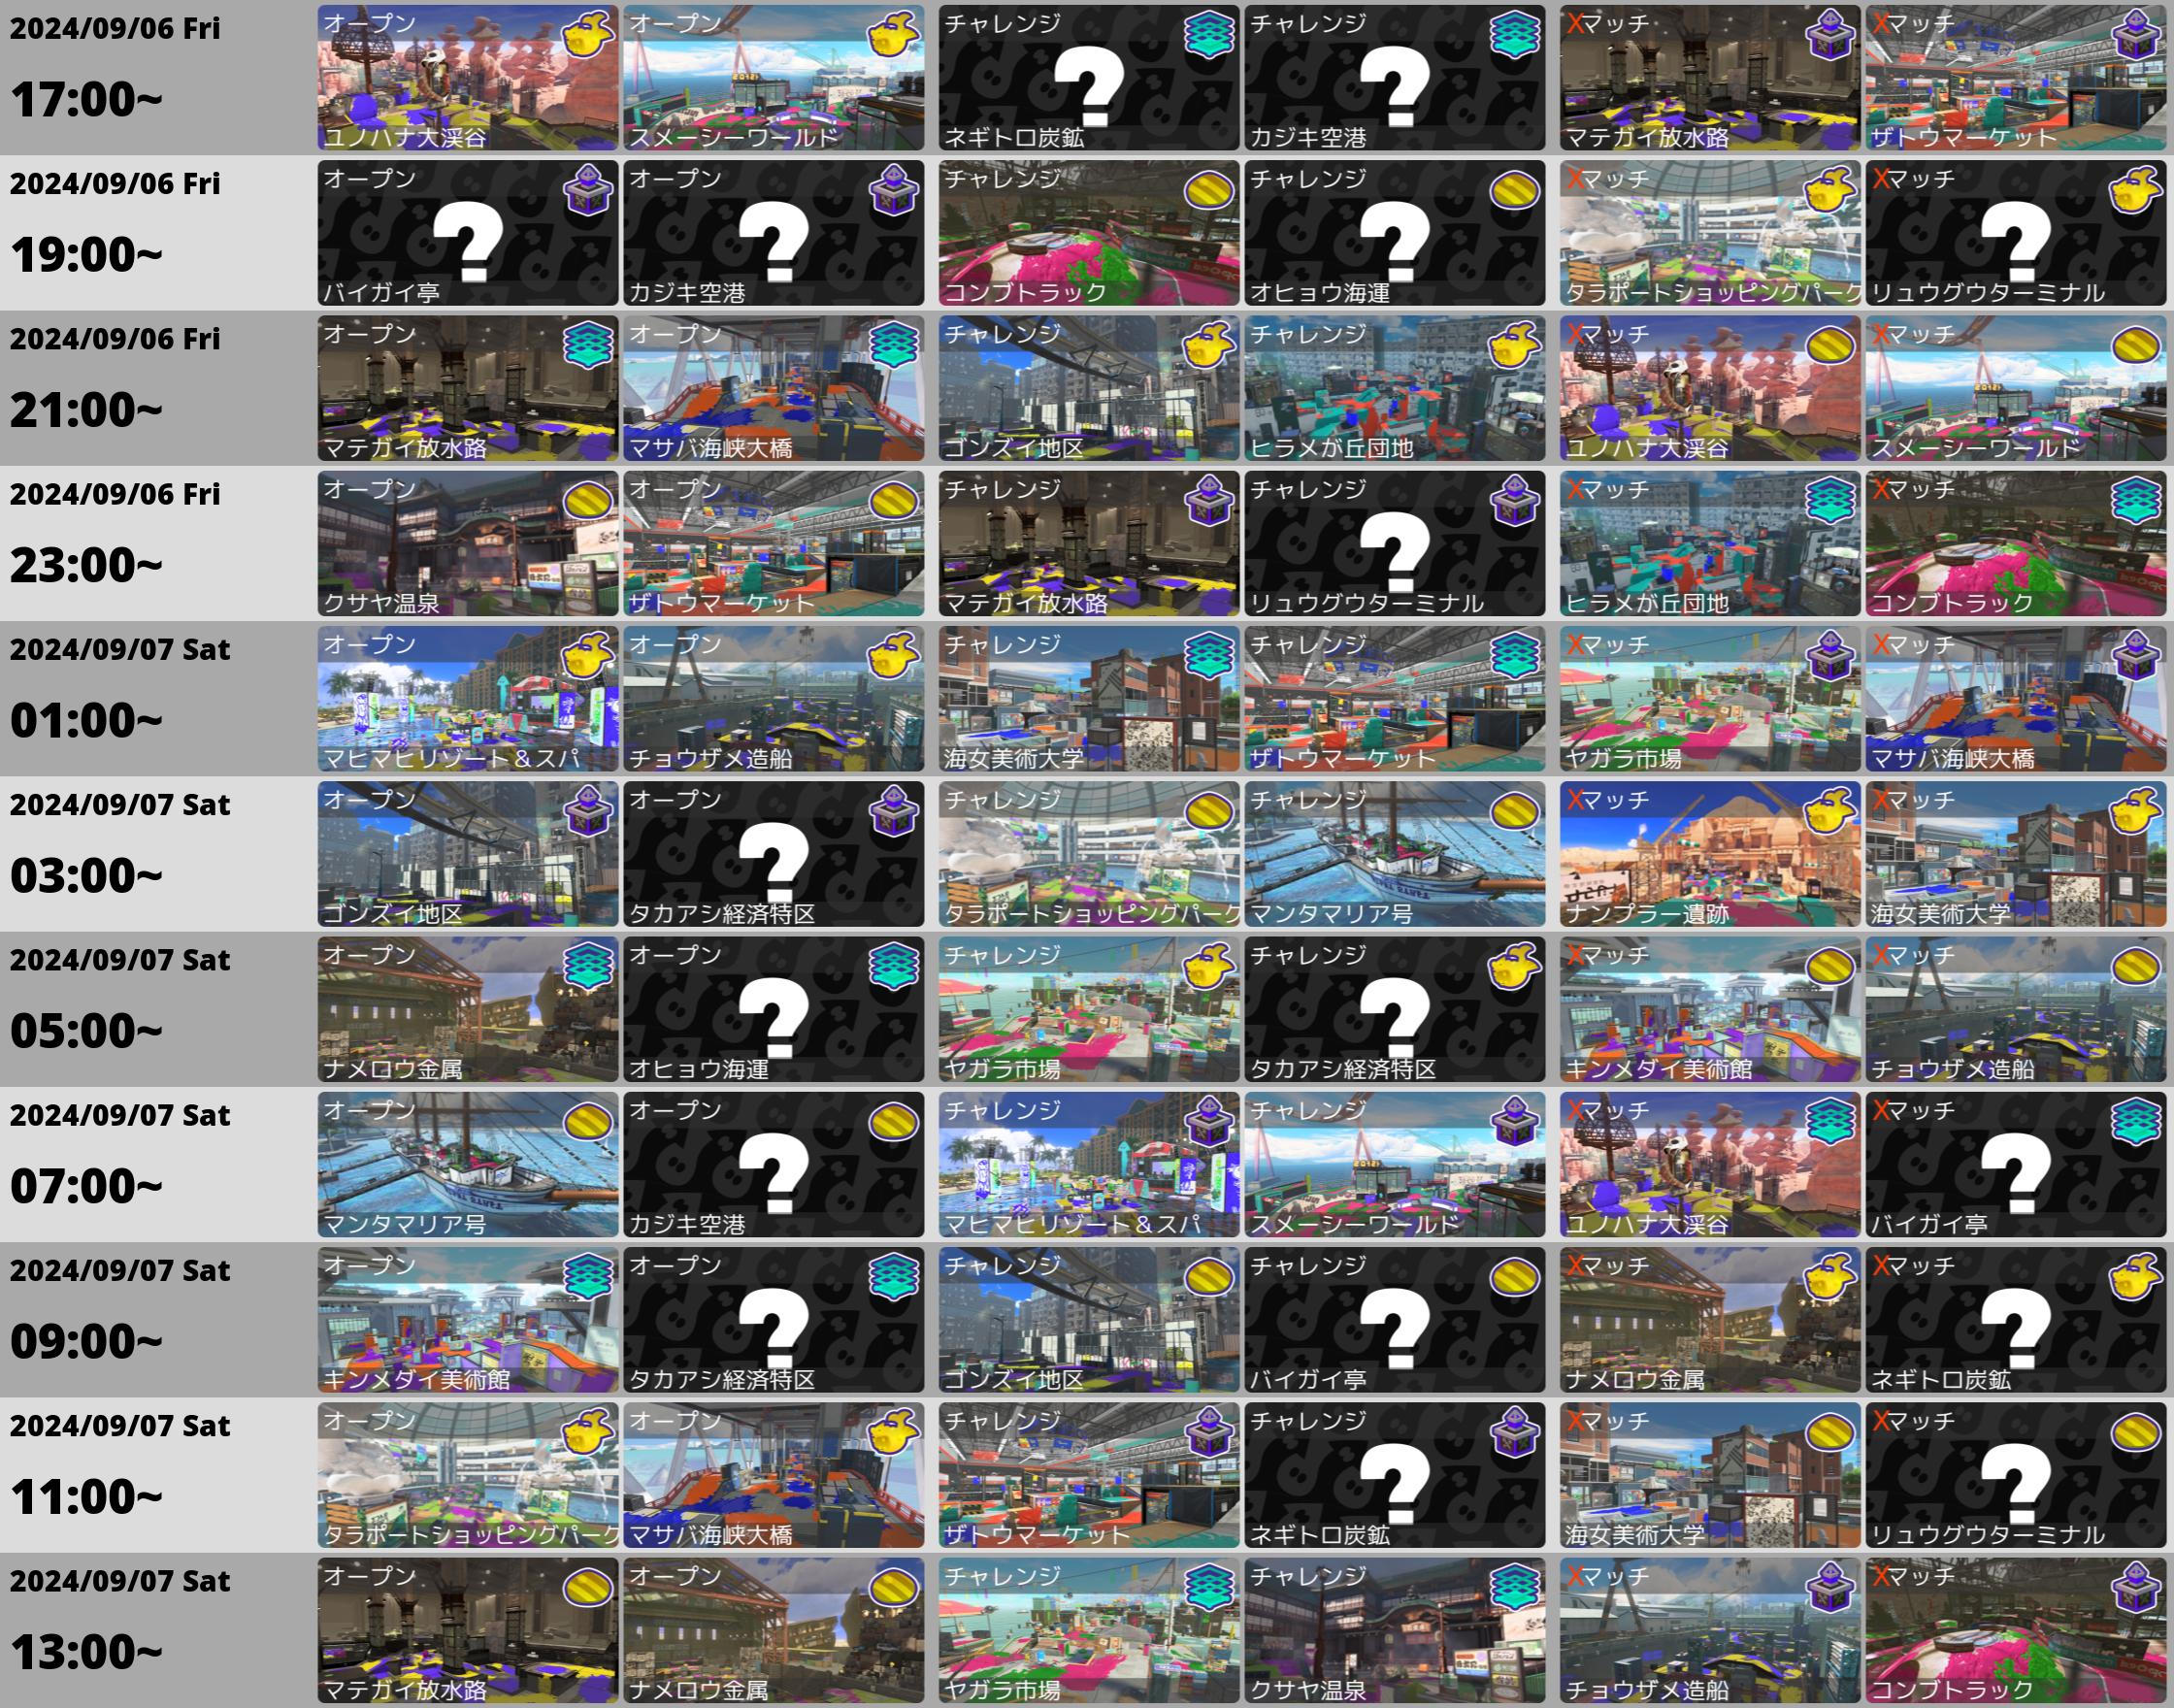 2024/09/06 Fri
17:00~
オープン
ユノハナ大渓谷
オープン
スメーシーワールド
チャレンジ
ネギトロ炭鉱
チャレンジ
カジキ空港
Xマッチ
マテガイ放水路
Xマッチ
ザトウマーケット
2024/09/06 Fri
19:00~
オープン
バイガイ亭
オープン
カジキ空港
チャレンジ
コンブトラック
チャレンジ
オヒョウ海運
Xマッチ
タラポートショッピングパーク
Xマッチ
リュウグウターミナル
2024/09/06 Fri
21:00~
オープン
マテガイ放水路
オープン
マサバ海峡大橋
チャレンジ
ゴンズイ地区
チャレンジ
ヒラメが丘団地
Xマッチ
ユノハナ大渓谷
Xマッチ
スメーシーワールド
2024/09/06 Fri
23:00~
オープン
クサヤ温泉
オープン
ザトウマーケット
チャレンジ
マテガイ放水路
チャレンジ
リュウグウターミナル
Xマッチ
ヒラメが丘団地
Xマッチ
コンブトラック
2024/09/07 Sat
01:00~
オープン
マヒマヒリゾート&スパ
オープン
チョウザメ造船
チャレンジ
海女美術大学
チャレンジ
ザトウマーケット
Xマッチ
ヤガラ市場
Xマッチ
マサバ海峡大橋
2024/09/07 Sat
03:00~
オープン
ゴンズイ地区
オープン
タカアシ経済特区
チャレンジ
タラポートショッピングパーク
チャレンジ
マンタマリア号
Xマッチ
ナンプラー遺跡
Xマッチ
海女美術大学
2024/09/07 Sat
05:00~
オープン
ナメロウ金属
オープン
オヒョウ海運
チャレンジ
ヤガラ市場
チャレンジ
タカアシ経済特区
Xマッチ
キンメダイ美術館
Xマッチ
チョウザメ造船
2024/09/07 Sat
07:00~
オープン
マンタマリア号
オープン
カジキ空港
チャレンジ
マヒマヒリゾート&スパ
チャレンジ
スメーシーワールド
Xマッチ
ユノハナ大渓谷
Xマッチ
バイガイ亭
2024/09/07 Sat
09:00~
オープン
キンメダイ美術館
オープン
タカアシ経済特区
チャレンジ
ゴンズイ地区
チャレンジ
バイガイ亭
Xマッチ
ナメロウ金属
Xマッチ
ネギトロ炭鉱
2024/09/07 Sat
11:00~
オープン
タラポートショッピングパーク
オープン
マサバ海峡大橋
チャレンジ
ザトウマーケット
チャレンジ
ネギトロ炭鉱
Xマッチ
海女美術大学
Xマッチ
リュウグウターミナル
2024/09/07 Sat
13:00~
オープン
マテガイ放水路
オープン
ナメロウ金属
チャレンジ
ヤガラ市場
チャレンジ
クサヤ温泉
Xマッチ
チョウザメ造船
Xマッチ
コンブトラック